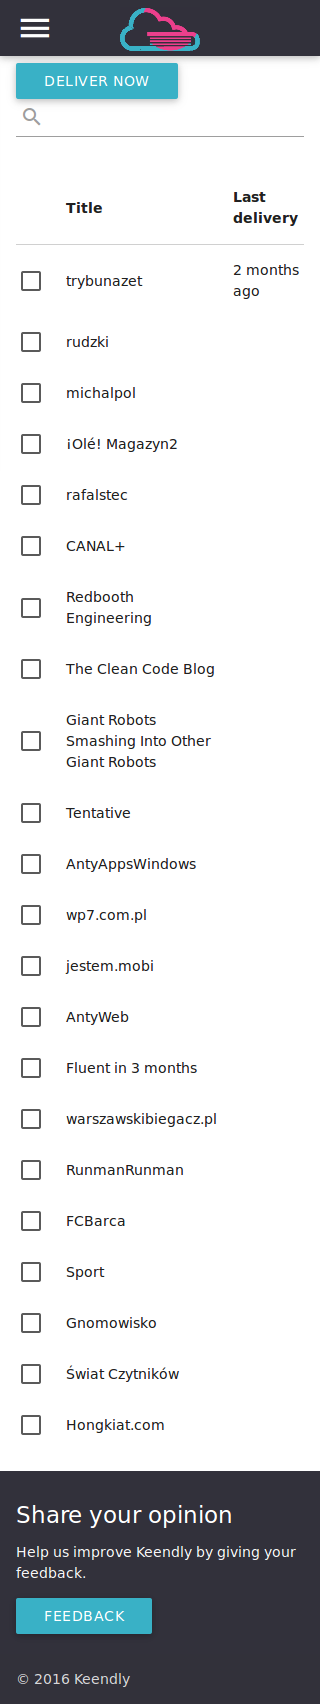 DELIVER NOW
Title
Last
delivery
trybunazet
2 months
ago
rudzki
michalpol
¡Olé! Magazyn2
rafalstec
CANAL+
Redbooth
Engineering
The Clean Code Blog
Giant Robots
Smashing Into Other
Giant Robots
Tentative
AntyAppsWindows
wp7.com.pl
jestem.mobi
AntyWeb
Fluent in 3 months
warszawskibiegacz.pl
RunmanRunman
FCBarca
Sport
Gnomowisko
Świat Czytników
Hongkiat.com
Share your opinion
Help us improve Keendly by giving your
feedback.
FEEDBACK
© 2016 Keendly